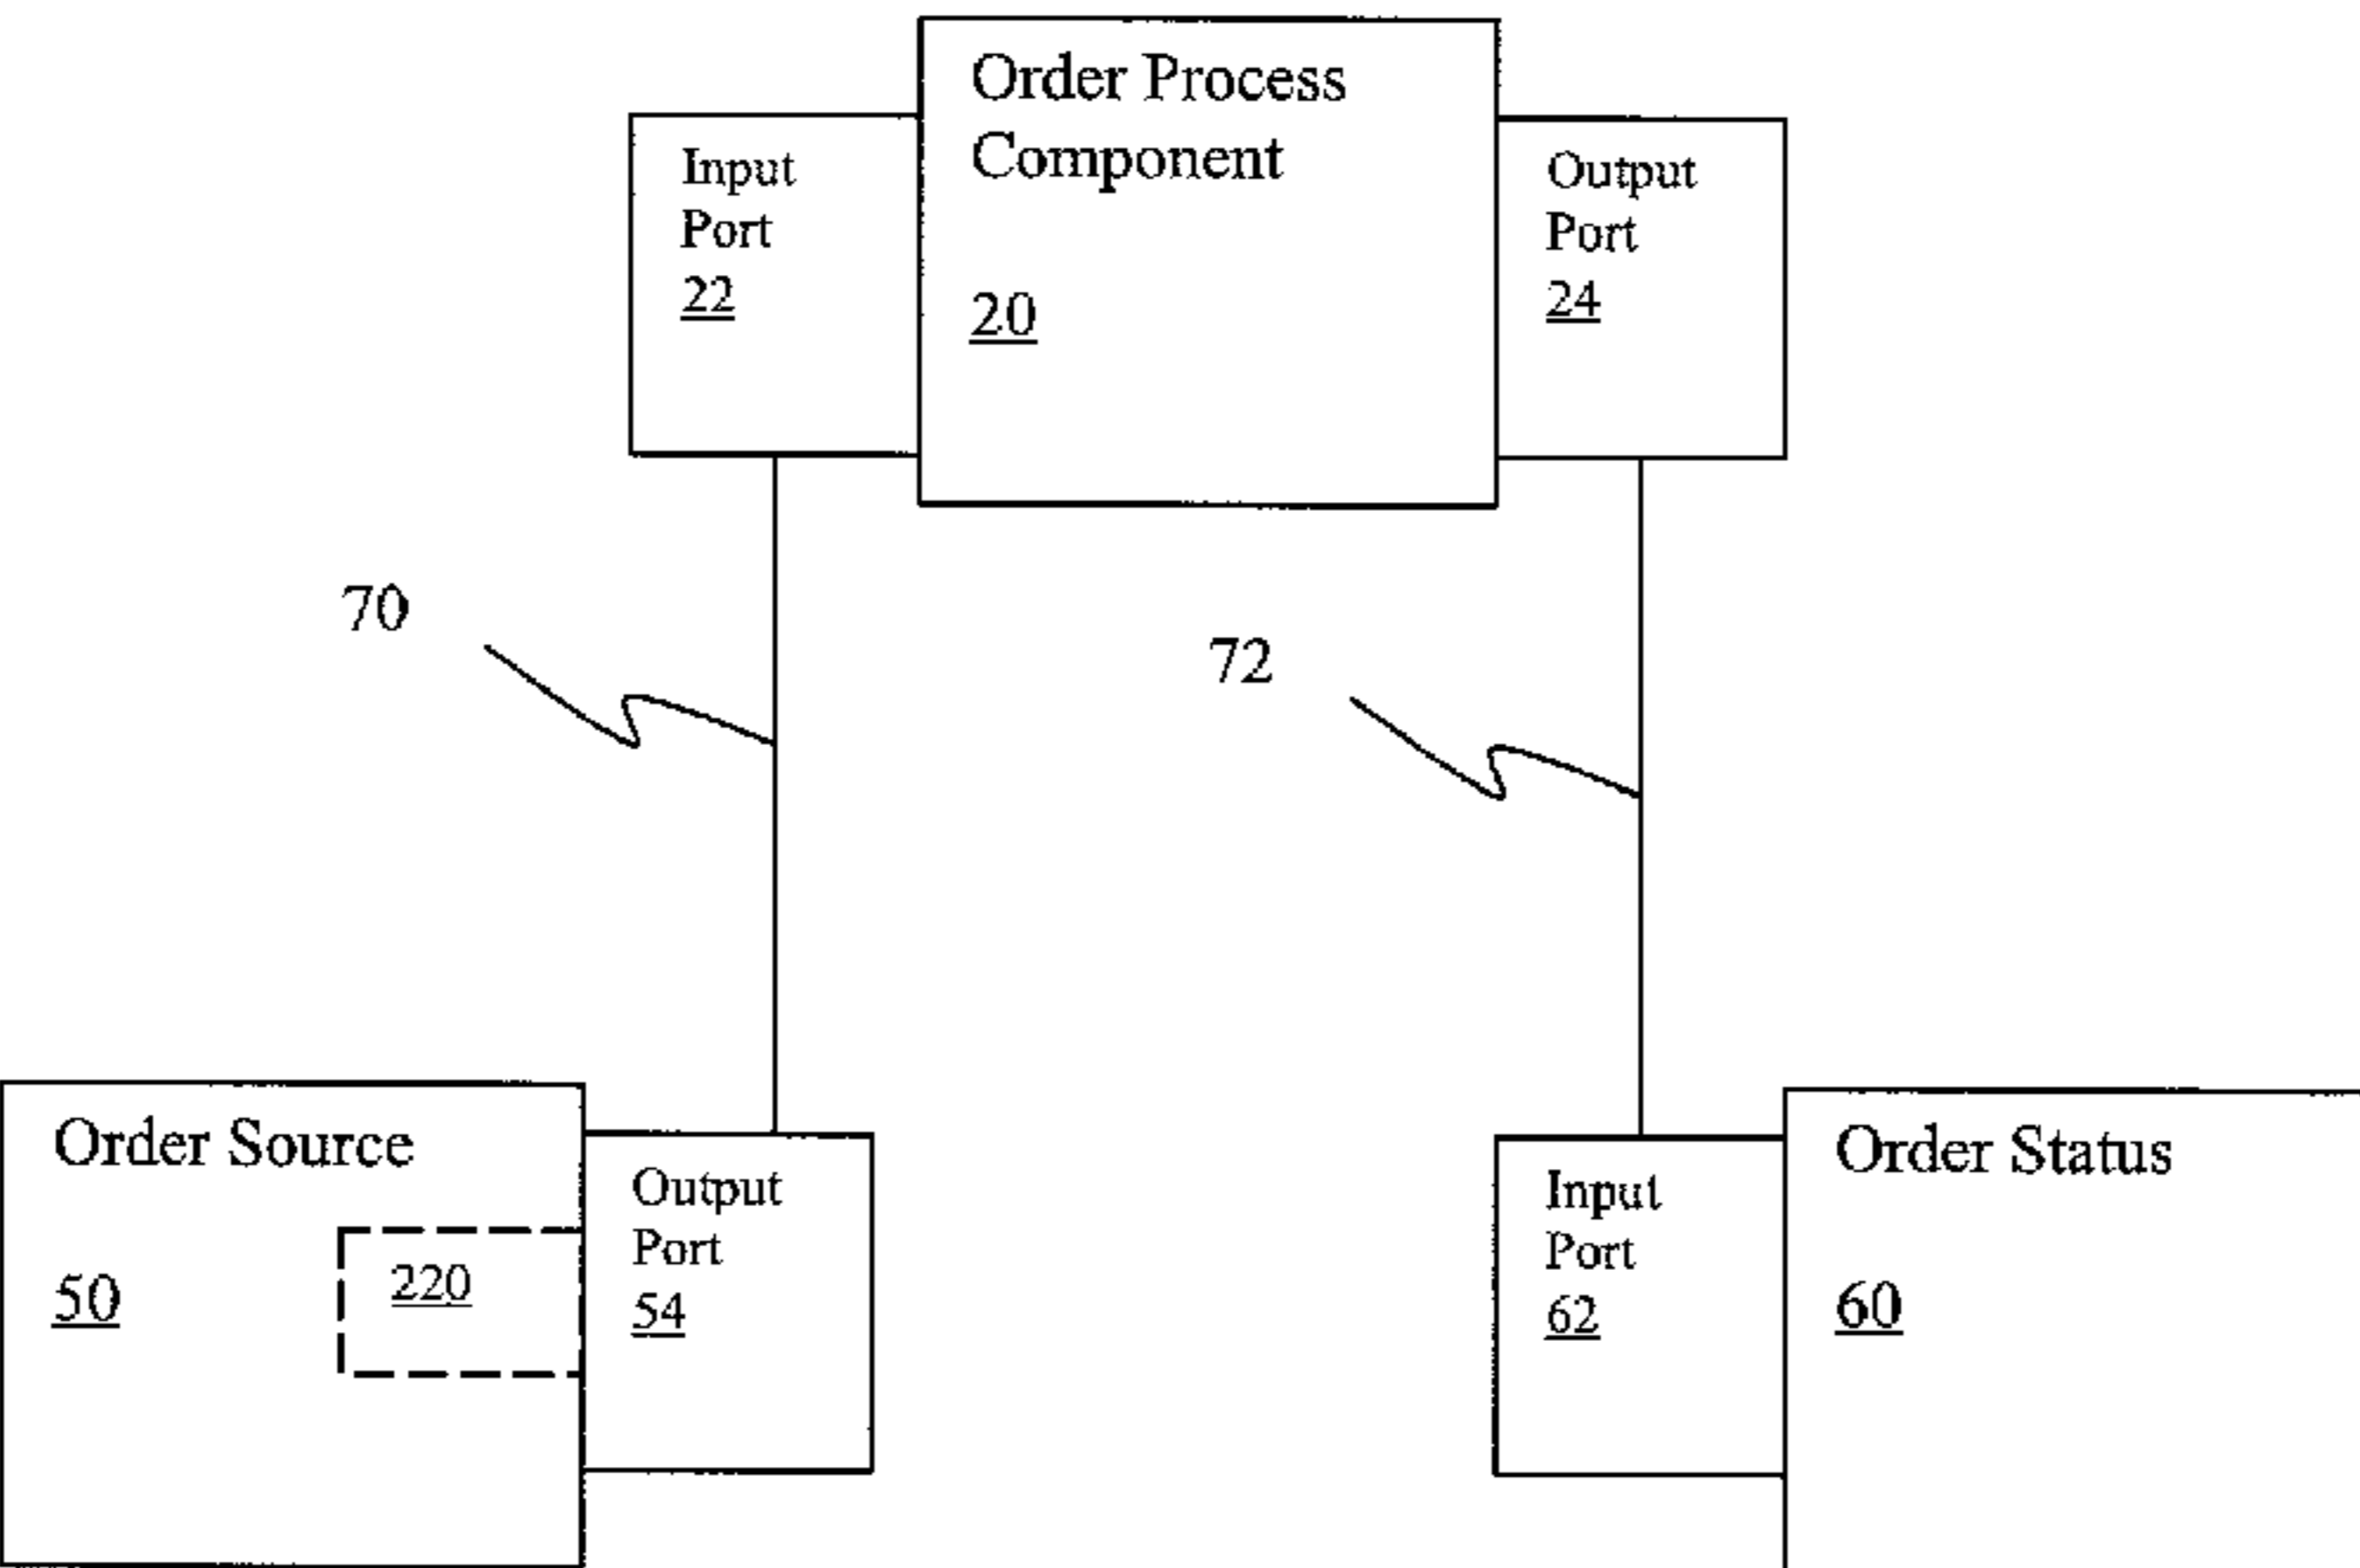 Order Process
Component
20
Input
Port
22
Output
Port
24
70
72
Order Source
50
220
Output
Port
54
Input
Port
62
Order Status
60